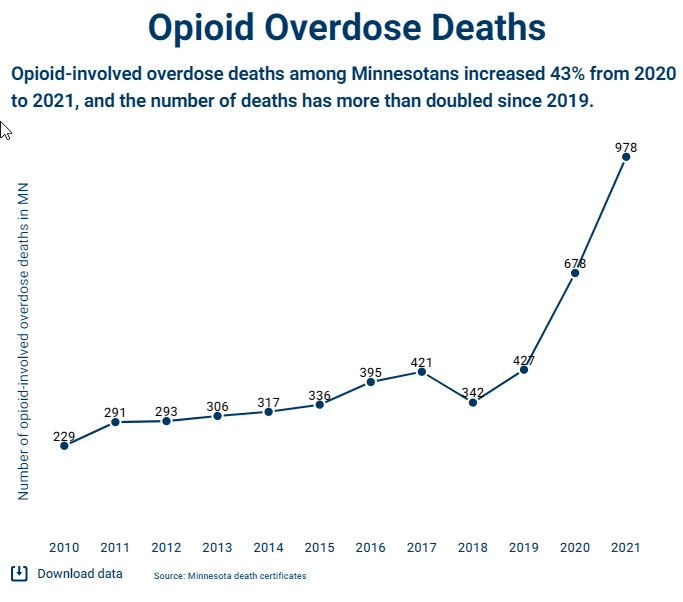 Opioid Overdose Deaths
Opioid-involved overdose deaths among Minnesotans increased 43% from 2020
to 2021, and the number of deaths has more than doubled since 2019.
Number of opioid-involved overdose deaths in MN
229
291
293
306
317
336
395
421
342
427
678
978
2010 2011 2012 2013 2014 2015 2016 2017 2018 2019 2020 2021
Download data
Source: Minnesota death certificates